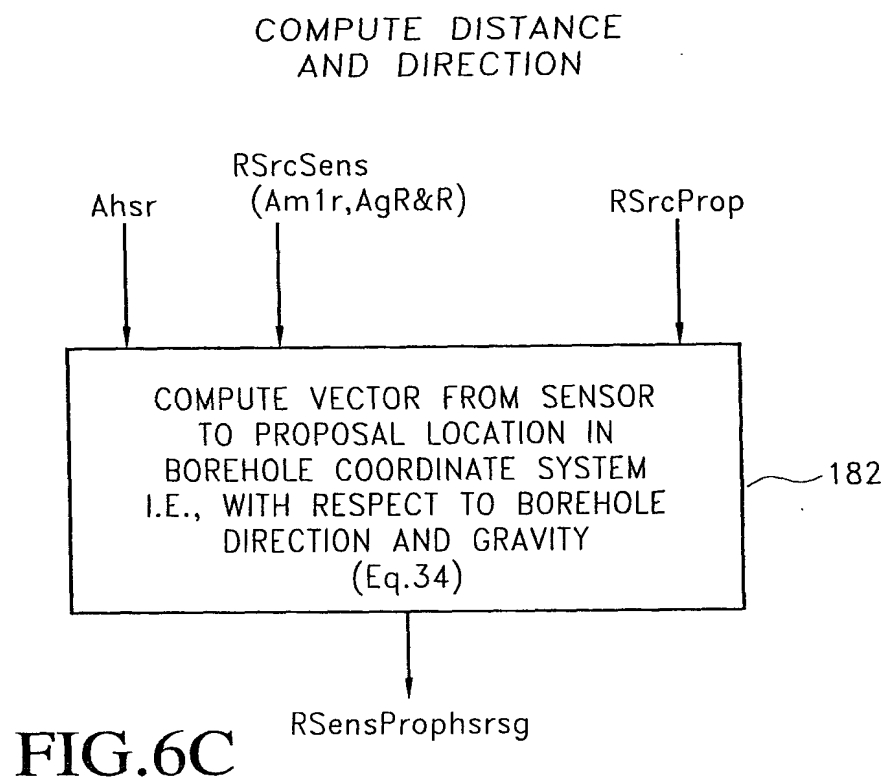 COMPUTE DISTANCE
AND DIRECTION
Ahsr
RSrcSens
(Am1r,AgR&R)
RSrcProp
COMPUTE VECTOR FROM SENSOR
TO PROPOSAL LOCATION IN
BOREHOLE COORDINATE SYSTEM
I.E., WITH RESPECT TO BOREHOLE
DIRECTION AND GRAVITY
(Eq.34)
182
RSensProphsrsg
FIG.6C